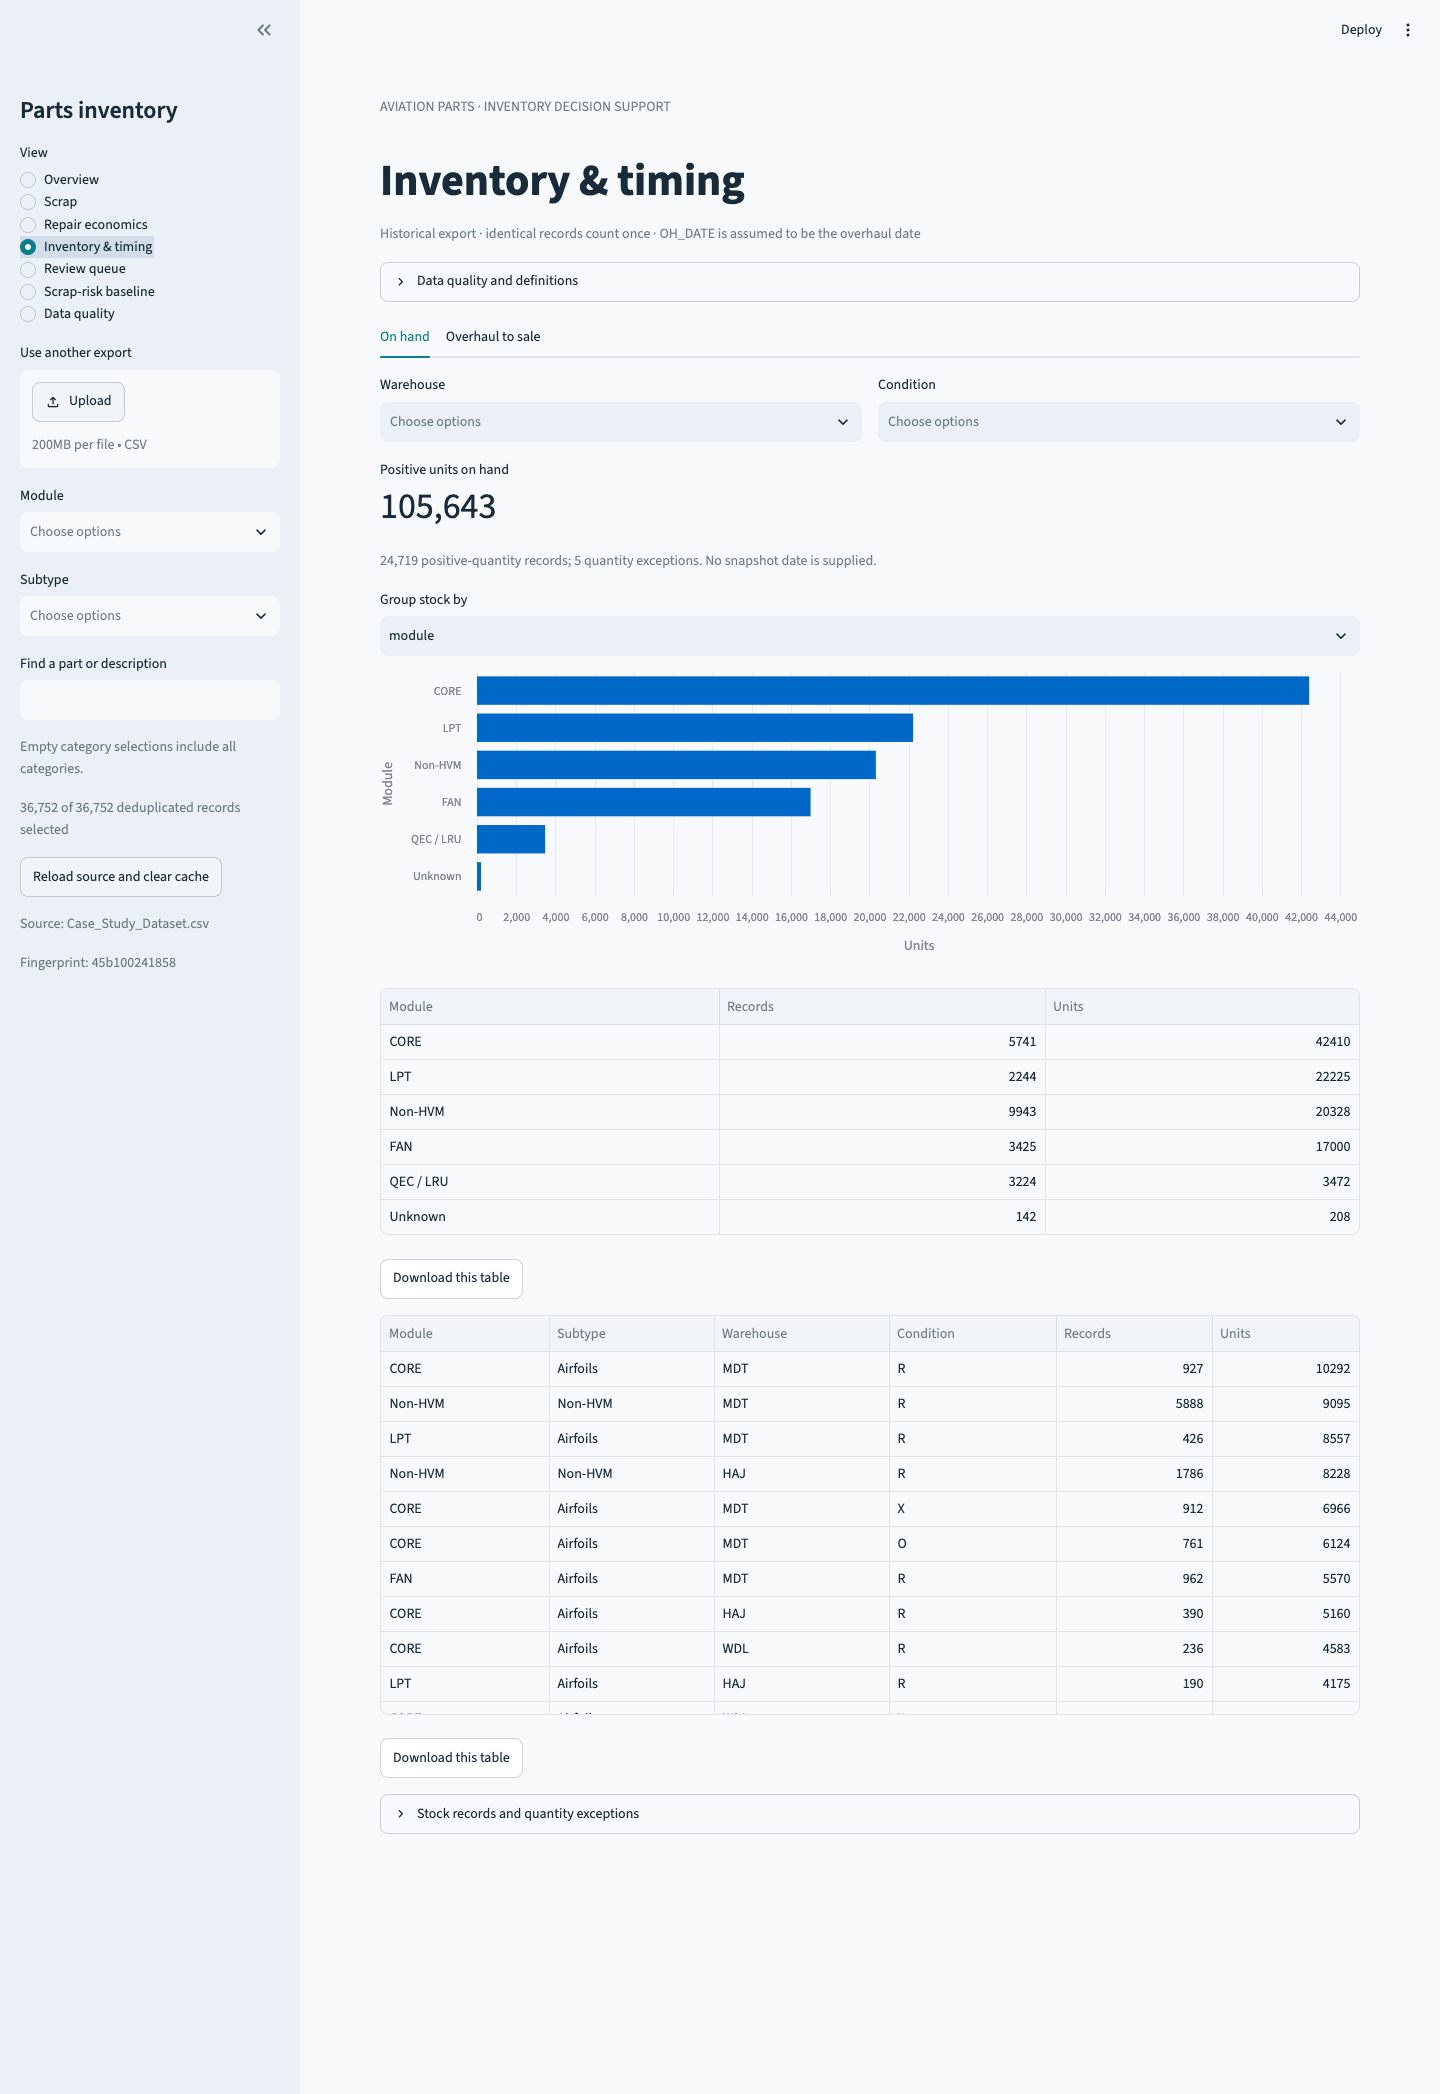 Deploy
Parts inventory
View
Overview
Scrap
Repair economics
Inventory & timing
Review queue
Scrap-risk baseline
Data quality
Use another export
Upload
200MB per file • CSV
Module
Choose options
Subtype
Choose options
Find a part or description
Empty category selections include all
categories.
36,752 of 36,752 deduplicated records
selected
Reload source and clear cache
Source: Case_Study_Dataset.csv
Fingerprint: 45b100241858
AVIATION PARTS · INVENTORY DECISION SUPPORT
Inventory & timing
Historical export · identical records count once · OH_DATE is assumed to be the overhaul date
Data quality and definitions
On hand Overhaul to sale
Warehouse Condition
Choose options Choose options
Positive units on hand
105,643
24,719 positive-quantity records; 5 quantity exceptions. No snapshot date is supplied.
Group stock by
module
Module
CORE
LPT
Non-HVM
FAN
QEC / LRU
Unknown
0 2,000 4,000 6,000 8,000 10,000 12,000 14,000 16,000 18,000 20,000 22,000 24,000 26,000 28,000 30,000 32,000 34,000 36,000 38,000 40,000 42,000 44,000
Units
Module Records Units
CORE 5741 42410
LPT 2244 22225
Non-HVM 9943 20328
FAN 3425 17000
QEC / LRU 3224 3472
Unknown 142 208
Download this table
Module Subtype Warehouse Condition Records Units
CORE Airfoils MDT R 927 10292
Non-HVM Non-HVM MDT R 5888 9095
LPT Airfoils MDT R 426 8557
Non-HVM Non-HVM HAJ R 1786 8228
CORE Airfoils MDT X 912 6966
CORE Airfoils MDT O 761 6124
FAN Airfoils MDT R 962 5570
CORE Airfoils HAJ R 390 5160
CORE Airfoils WDL R 236 4583
LPT Airfoils HAJ R 190 4175
Download this table
Stock records and quantity exceptions